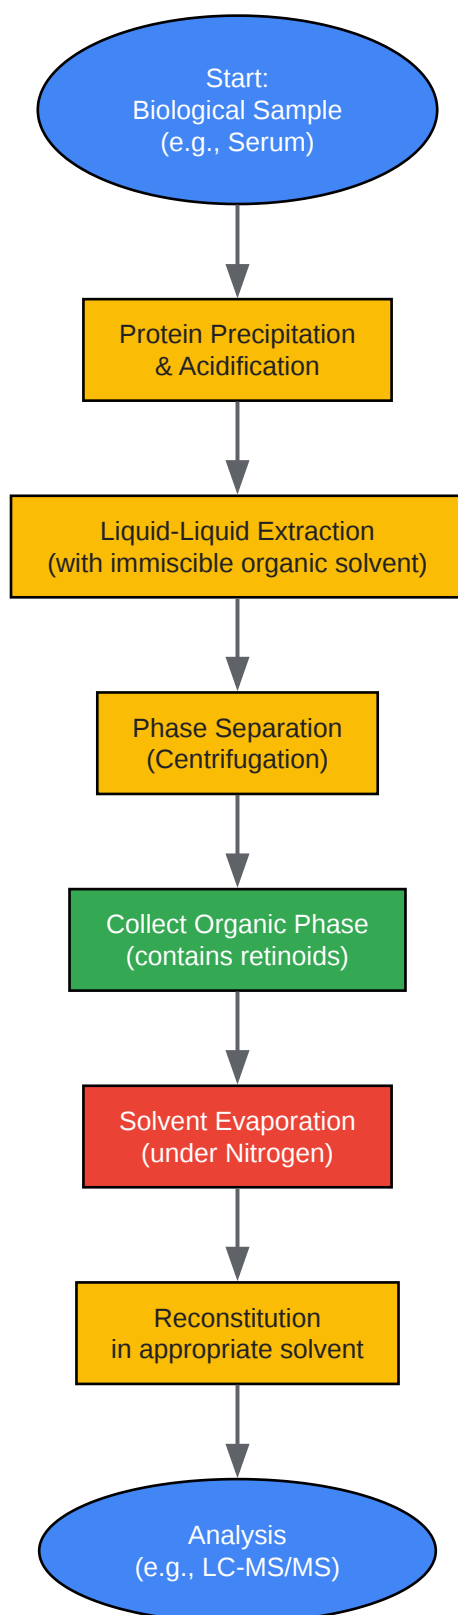 Start:
Biological Sample
(e.g., Serum)
Protein Precipitation
& Acidification
Liquid-Liquid Extraction
(with immiscible organic solvent)
Phase Separation
(Centrifugation)
Collect Organic Phase
(contains retinoids)
Solvent Evaporation
(under Nitrogen)
Reconstitution
in appropriate solvent
Analysis
(e.g., LC-MS/MS)